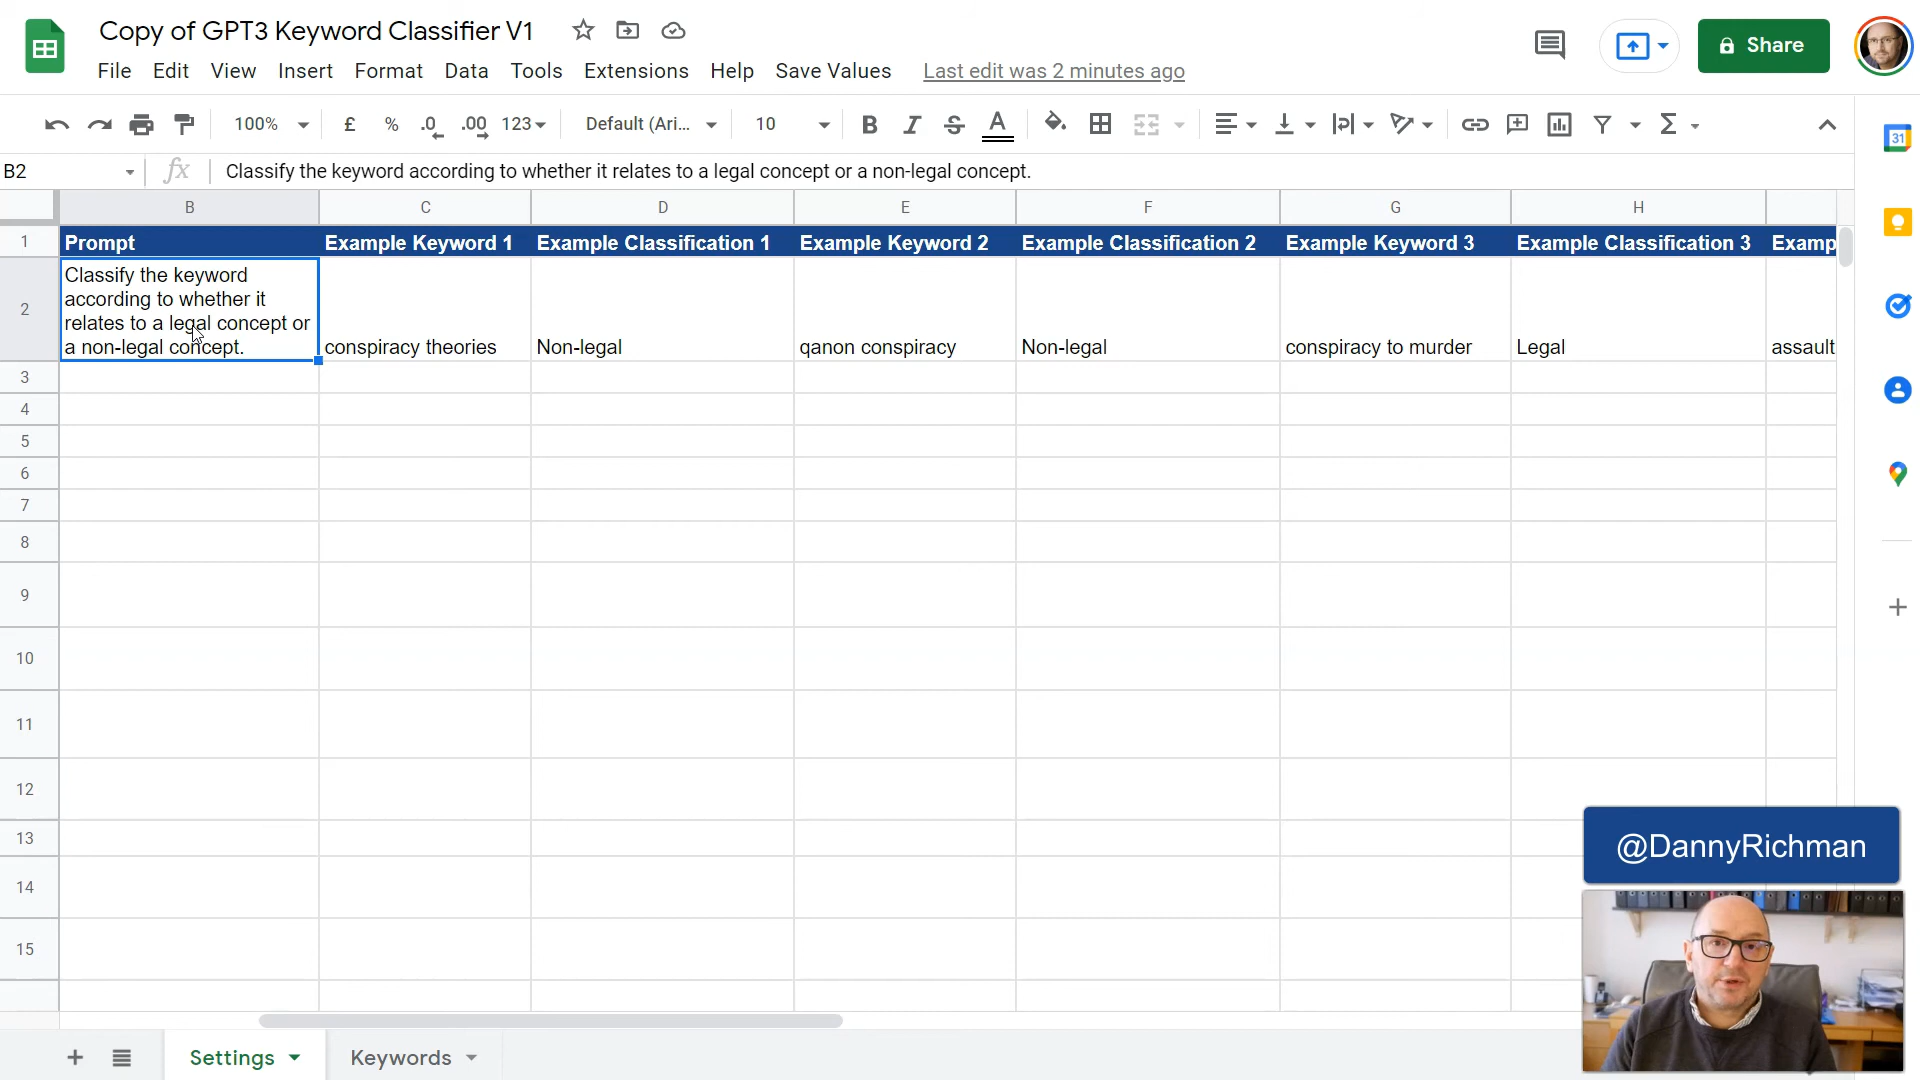 Copy of GPT3 Keyword Classifier V1
File Edit View Insert Format Data Tools Extensions Help Save Values Last edit was 2 minutes ago
Share
100% £ % .0 .00 123 Default (Ari... 10 B I S A
31
B2 fx Classify the keyword according to whether it relates to a legal concept or a non-legal concept.
B C D E F G H
1 Prompt Example Keyword 1 Example Classification 1 Example Keyword 2 Example Classification 2 Example Keyword 3 Example Classification 3 Examp
2 Classify the keyword
according to whether it
relates to a legal concept or
a non-legal concept. conspiracy theories Non-legal qanon conspiracy Non-legal conspiracy to murder Legal assault
3
4
5
6
7
8
9
10
11
12
13
14
15
@DannyRichman
Settings Keywords